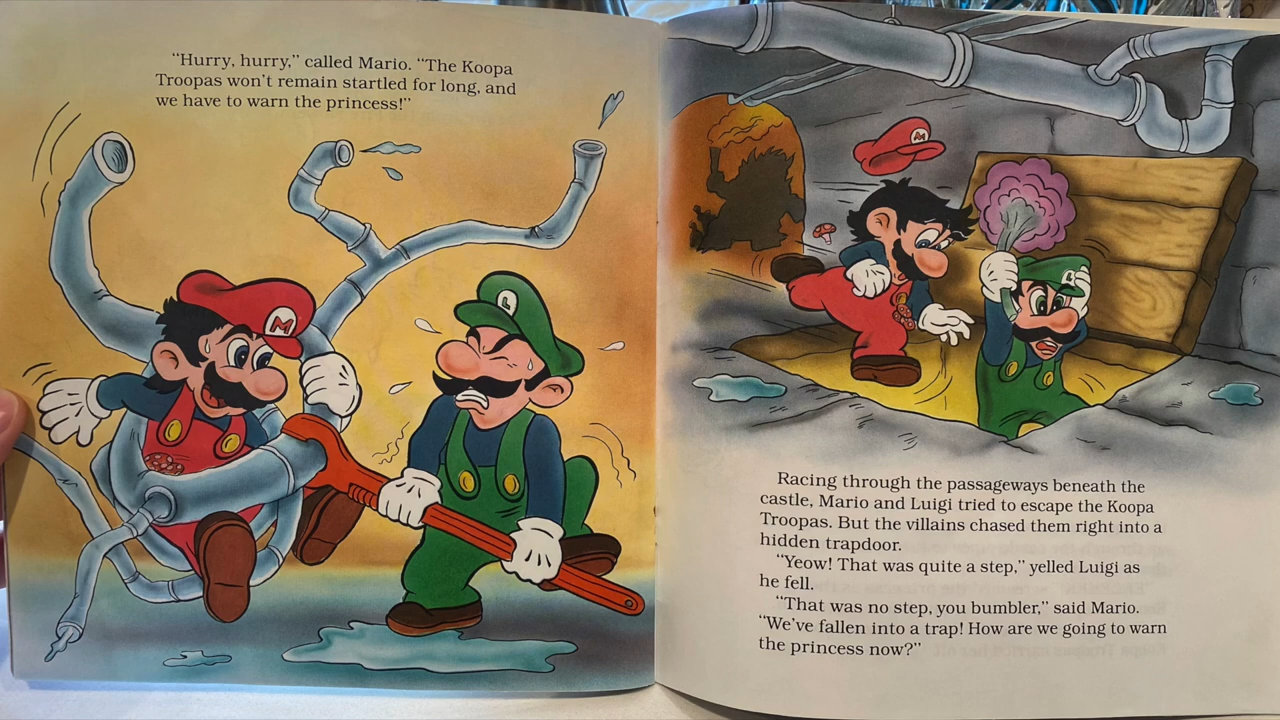 “Hurry, hurry,” called Mario. “The Koopa
Troopas won’t remain startled for long, and
we have to warn the princess!”
M
L
M
L
Racing through the passageways beneath the
castle, Mario and Luigi tried to escape the Koopa
Troopas. But the villains chased them right into a
hidden trapdoor.
“Yeow! That was quite a step,” yelled Luigi as
he fell.
“That was no step, you bumbler,” said Mario.
“We’ve fallen into a trap! How are we going to warn
the princess now?”